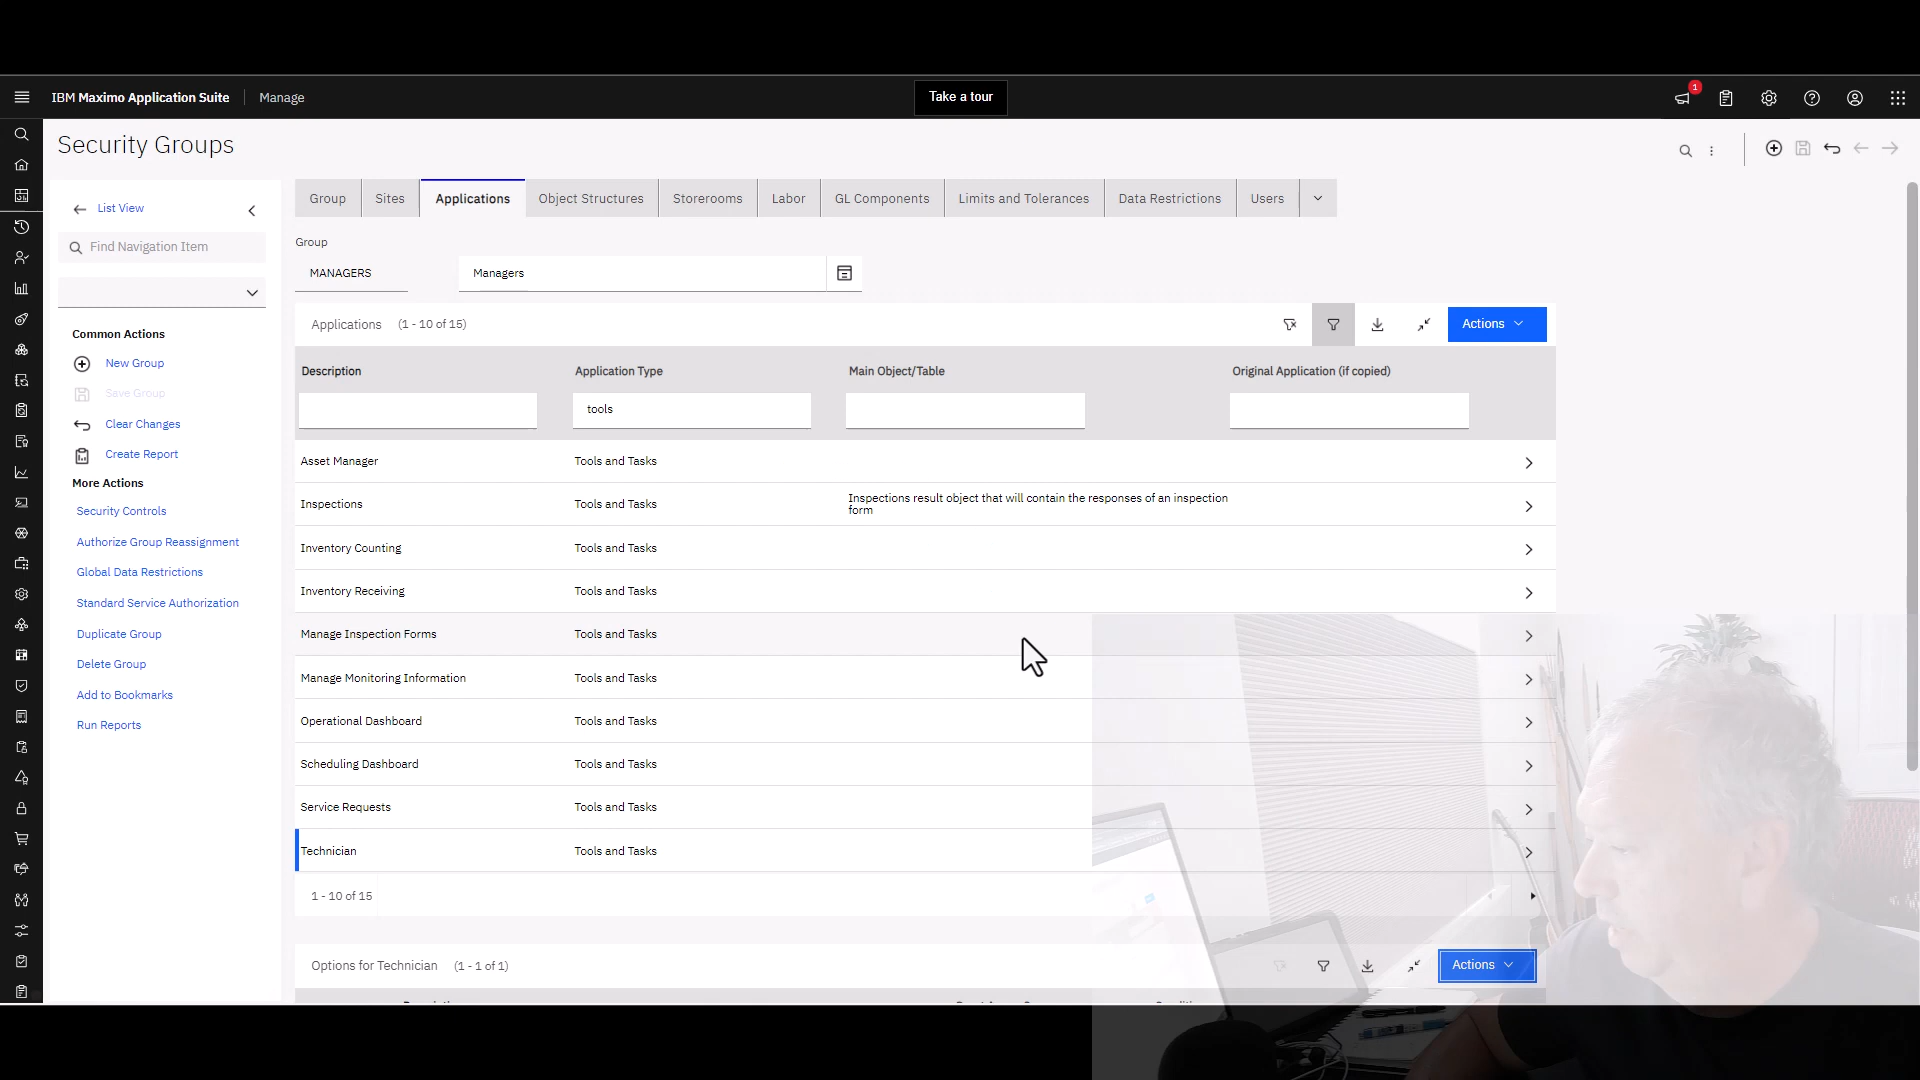 IBM Maximo Application Suite Manage
Take a tour
1
Security Groups
List View
Find Navigation Item
Common Actions
New Group
Save Group
Clear Changes
Create Report
More Actions
Security Controls
Authorize Group Reassignment
Global Data Restrictions
Standard Service Authorization
Duplicate Group
Delete Group
Add to Bookmarks
Run Reports
Group Sites Applications Object Structures Storerooms Labor GL Components Limits and Tolerances Data Restrictions Users
Group
MANAGERS Managers
Applications (1 - 10 of 15) Actions
Description Application Type Main Object/Table Original Application (if copied)
tools
Asset Manager Tools and Tasks
Inspections Tools and Tasks Inspections result object that will contain the responses of an inspection
form
Inventory Counting Tools and Tasks
Inventory Receiving Tools and Tasks
Manage Inspection Forms Tools and Tasks
Manage Monitoring Information Tools and Tasks
Operational Dashboard Tools and Tasks
Scheduling Dashboard Tools and Tasks
Service Requests Tools and Tasks
Technician Tools and Tasks
1 - 10 of 15
Options for Technician (1 - 1 of 1) Actions